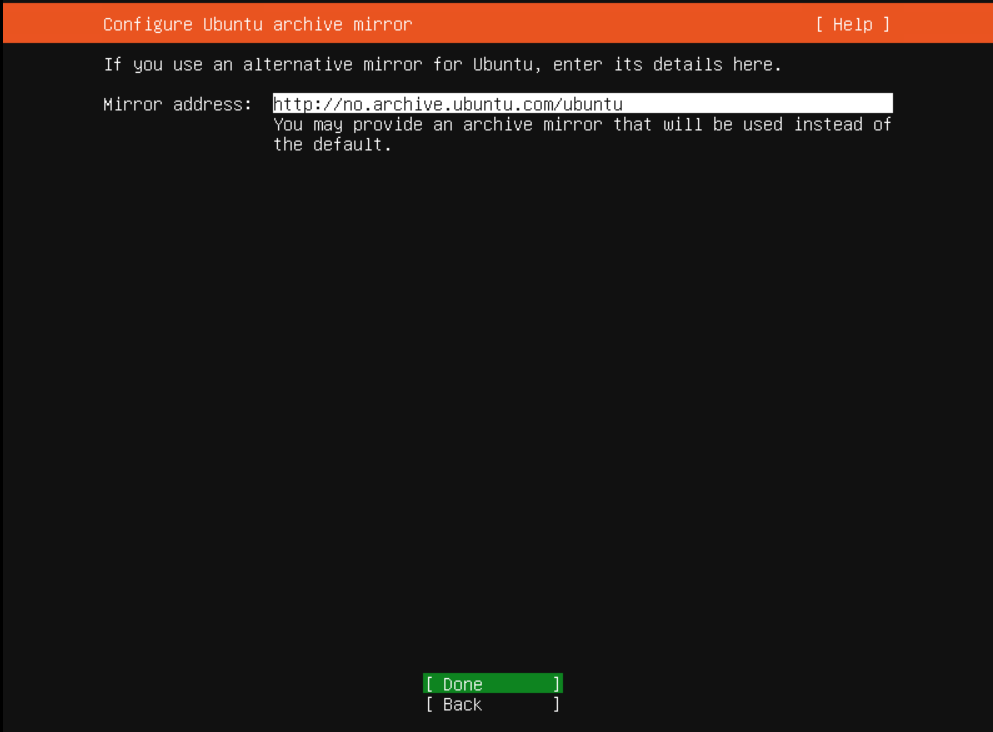 Configure Ubuntu archive mirror [ Help ]
If you use an alternative mirror for Ubuntu, enter its details here.
Mirror address: http://no.archive.ubuntu.com/ubuntu
You may provide an archive mirror that will be used instead of
the default.
[ Done ]
[ Back ]